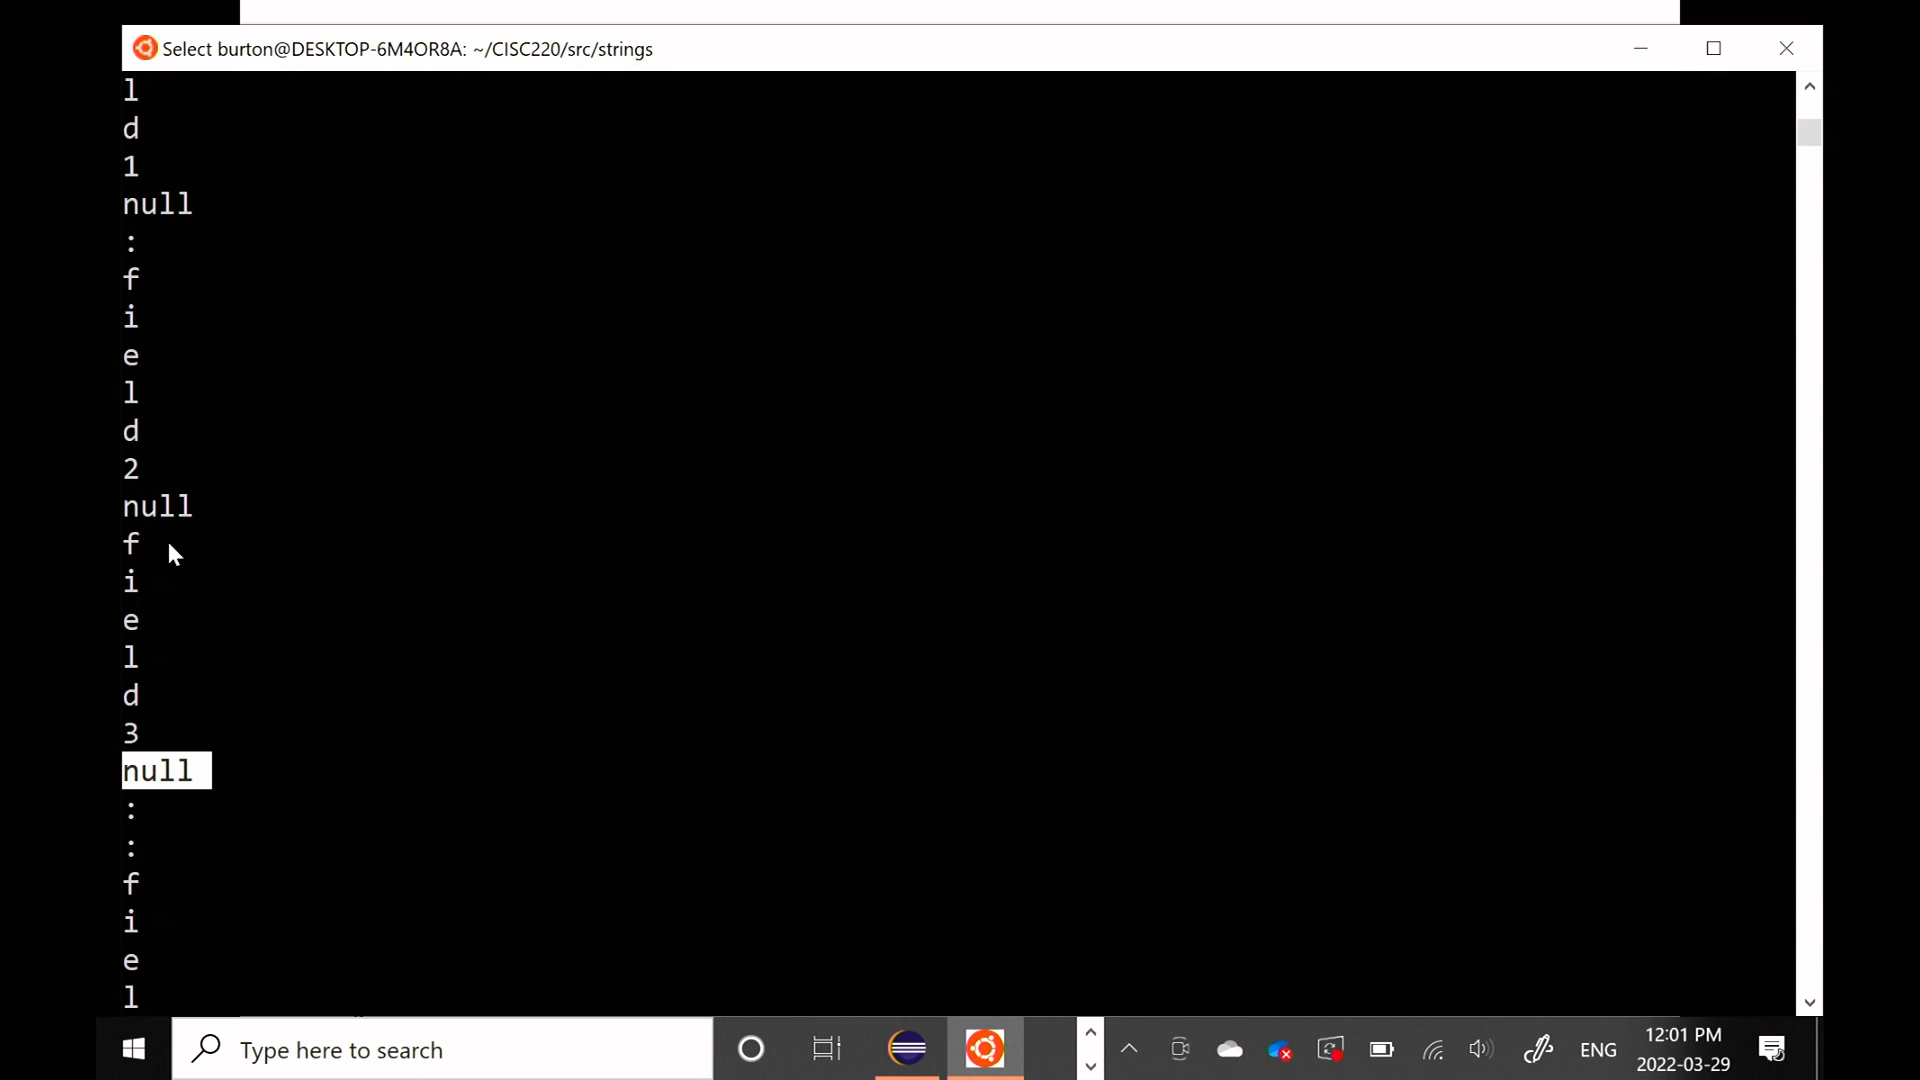 Select burton@DESKTOP-6M4OR8A: ~/CISC220/src/strings
l
d
1
null
:
f
i
e
l
d
2
null
f
i
e
l
d
3
null
:
:
f
i
e
l
Type here to search
ENG
12:01 PM
2022-03-29